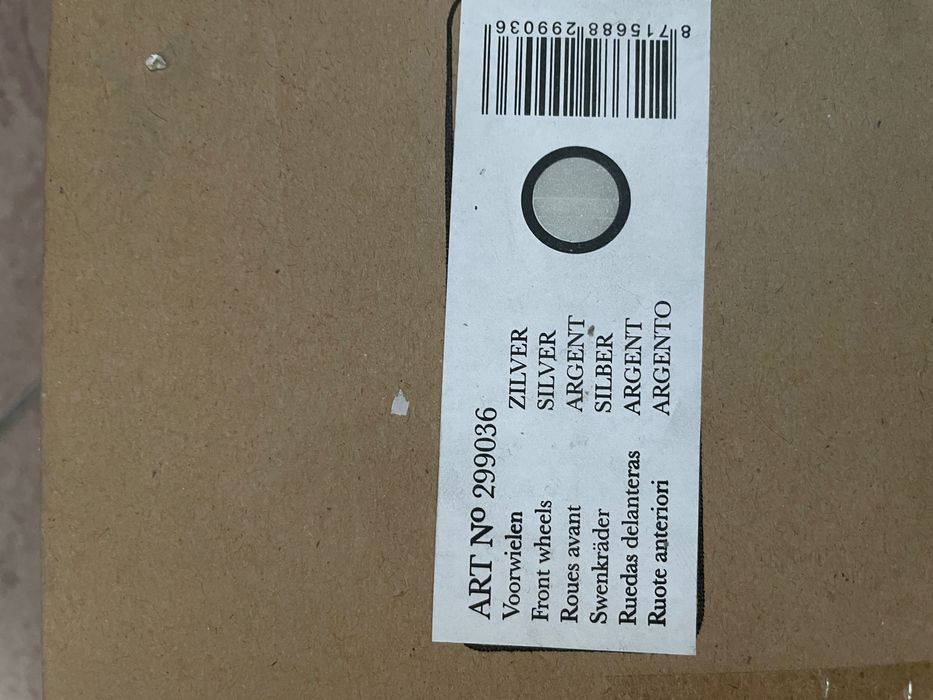 ART Nº 299036
Voorwielen ZILVER
Front wheels SILVER
Roues avant ARGENT
Swenkräder SILBER
Ruedas delanteras ARGENT
Ruote anteriori ARGENTO
8 715688 299036